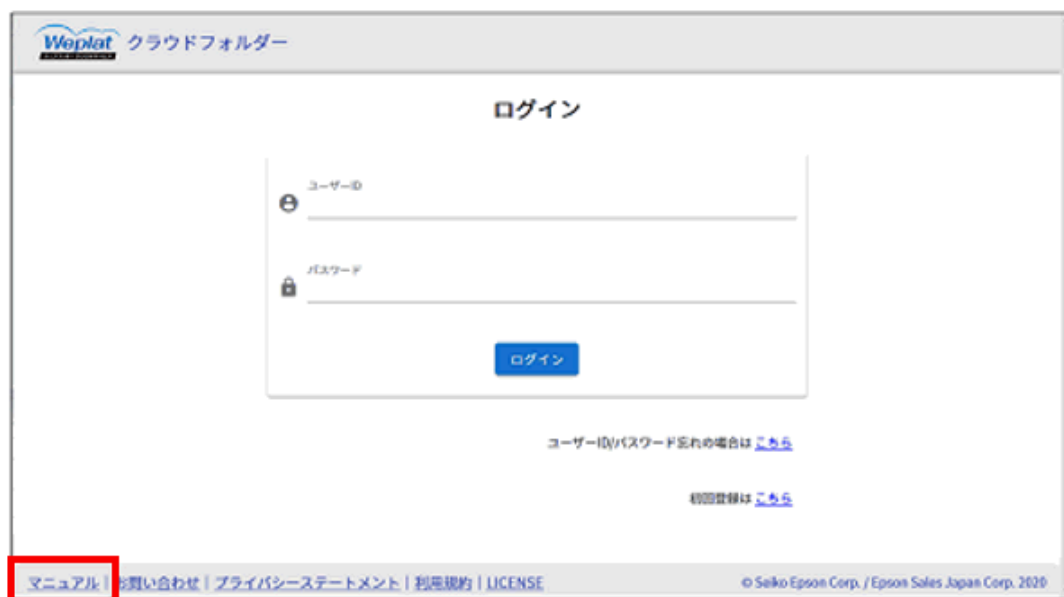 Weplat クラウドフォルダー
ログイン
ユーザーID
パスワード
ログイン
ユーザーID/パスワード忘れの場合は こちら
初回登録は こちら
マニュアル | お問い合わせ | プライバシーステートメント | 利用規約 | LICENSE
© Seiko Epson Corp. / Epson Sales Japan Corp. 2020